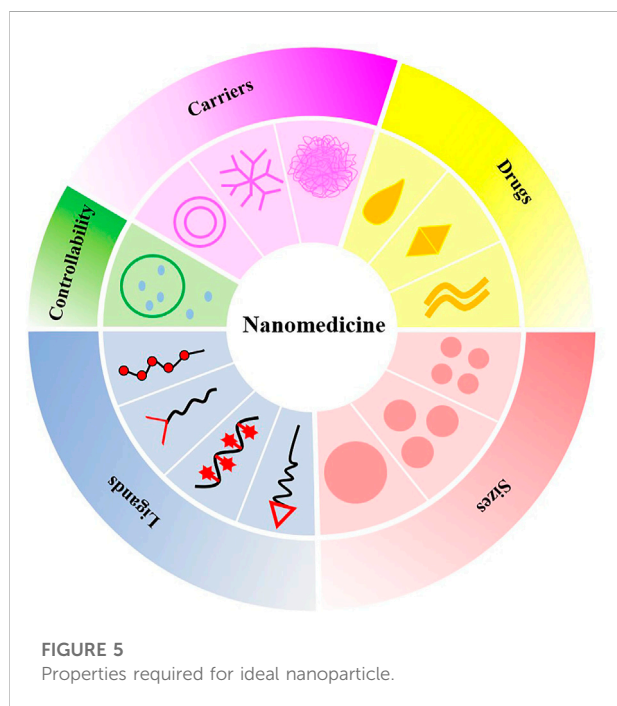 Carriers
Drugs
Controllability
Nanomedicine
Ligands
Sizes
FIGURE 5
Properties required for ideal nanoparticle.